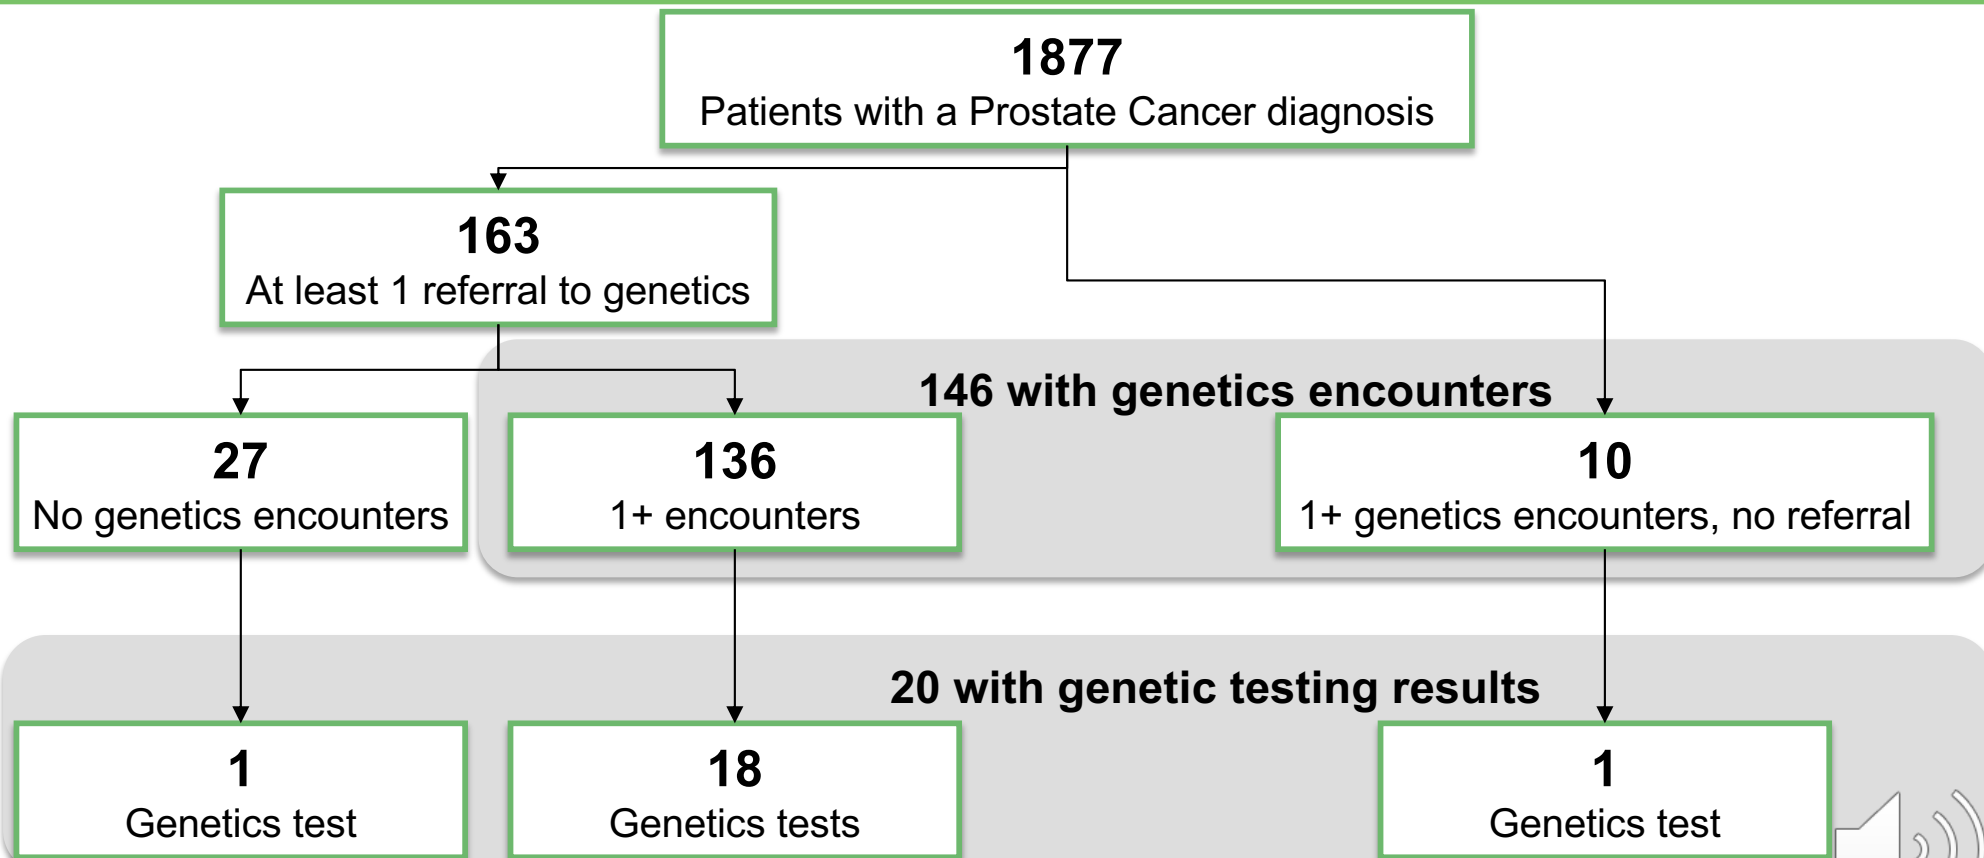 1877
Patients with a Prostate Cancer diagnosis
163
At least 1 referral to genetics
146 with genetics encounters
27
No genetics encounters
136
1+ encounters
10
1+ genetics encounters, no referral
20 with genetic testing results
1
Genetics test
18
Genetics tests
1
Genetics test